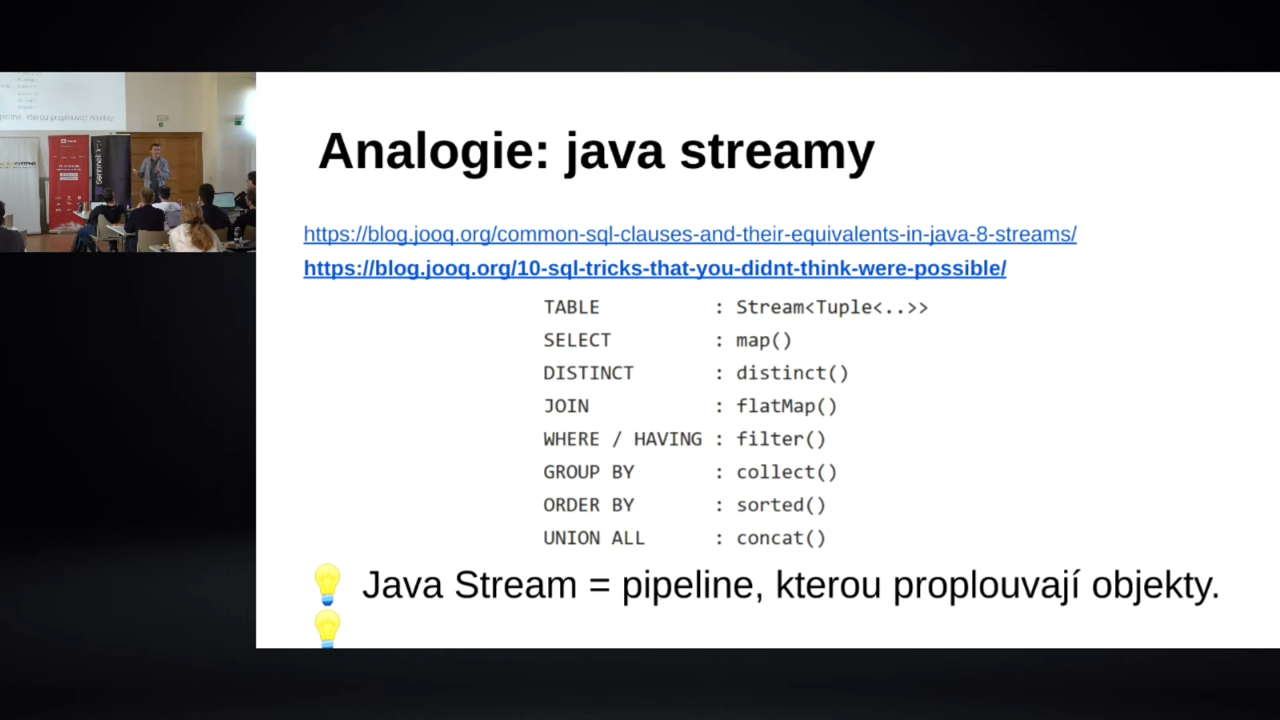 Analogie: java streamy
https://blog.jooq.org/common-sql-clauses-and-their-equivalents-in-java-8-streams/
https://blog.jooq.org/10-sql-tricks-that-you-didnt-think-were-possible/
TABLE : Stream<Tuple<..>>
SELECT : map()
DISTINCT : distinct()
JOIN : flatMap()
WHERE / HAVING : filter()
GROUP BY : collect()
ORDER BY : sorted()
UNION ALL : concat()
💡 Java Stream = pipeline, kterou proplouvají objekty.
💡